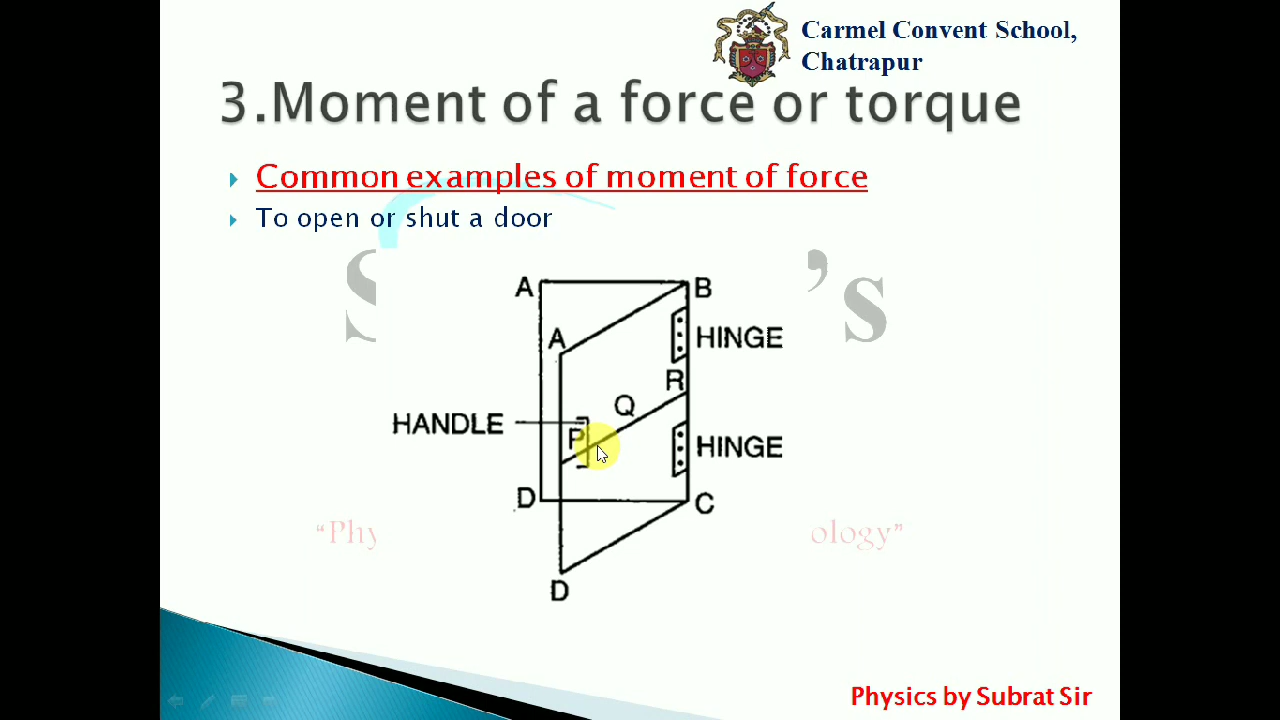 Carmel Convent School,
Chatrapur
3.Moment of a force or torque
Common examples of moment of force
To open or shut a door
’s
A
B
A
HINGE
R
Q
HANDLE
P
HINGE
D
C
D
Physics by Subrat Sir